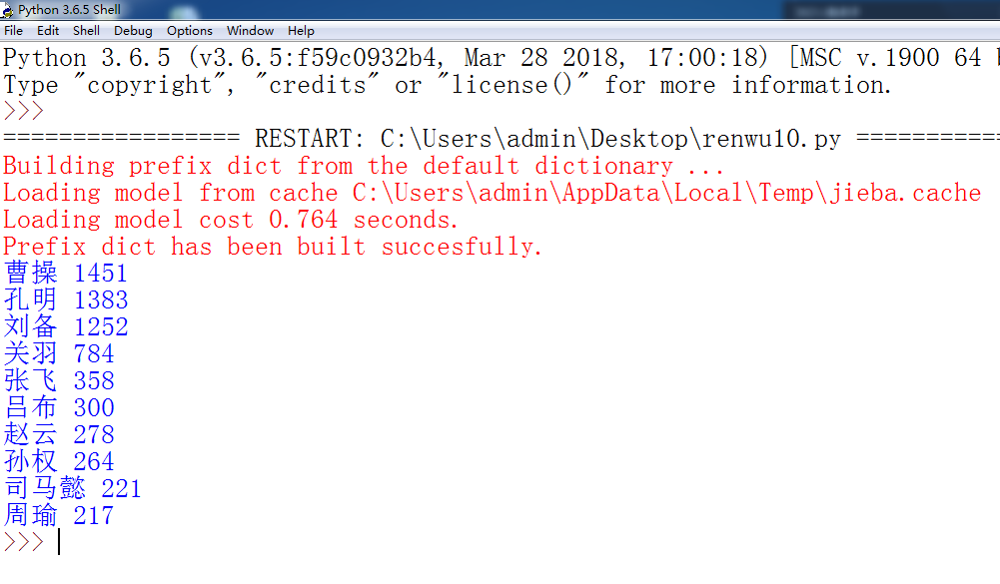 Python 3.6.5 Shell
File Edit Shell Debug Options Window Help
Python 3.6.5 (v3.6.5:f59c0932b4, Mar 28 2018, 17:00:18) [MSC v.1900 64 b
Type "copyright", "credits" or "license()" for more information.
>>>
================= RESTART: C:\Users\admin\Desktop\renwu10.py ===========
Building prefix dict from the default dictionary ...
Loading model from cache C:\Users\admin\AppData\Local\Temp\jieba.cache
Loading model cost 0.764 seconds.
Prefix dict has been built succesfully.
曹操 1451
孔明 1383
刘备 1252
关羽 784
张飞 358
吕布 300
赵云 278
孙权 264
司马懿 221
周瑜 217
>>>